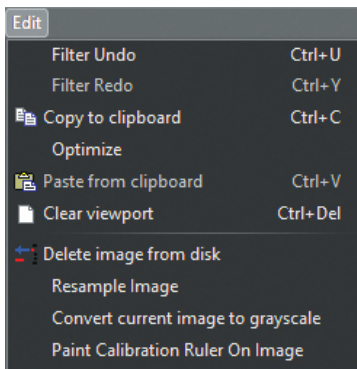 Edit
Filter Undo Ctrl+U
Filter Redo Ctrl+Y
Copy to clipboard Ctrl+C
Optimize
Paste from clipboard Ctrl+V
Clear viewport Ctrl+Del
Delete image from disk
Resample Image
Convert current image to grayscale
Paint Calibration Ruler On Image